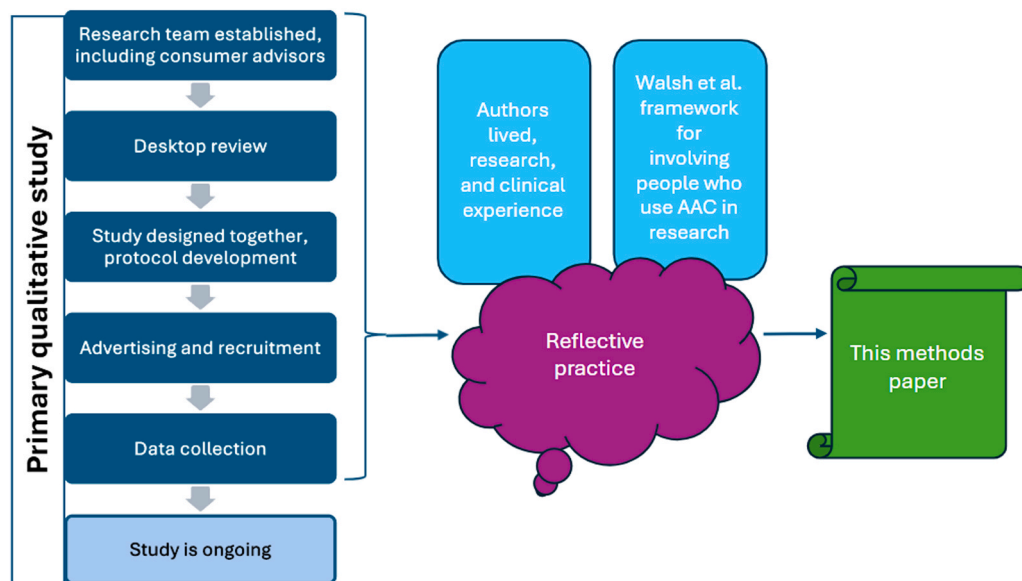 Primary qualitative study
Research team established,
including consumer advisors
Desktop review
Study designed together,
protocol development
Advertising and recruitment
Data collection
Study is ongoing
Authors
lived,
research,
and clinical
experience
Walsh et al.
framework
for
involving
people who
use AAC in
research
Reflective
practice
This methods
paper